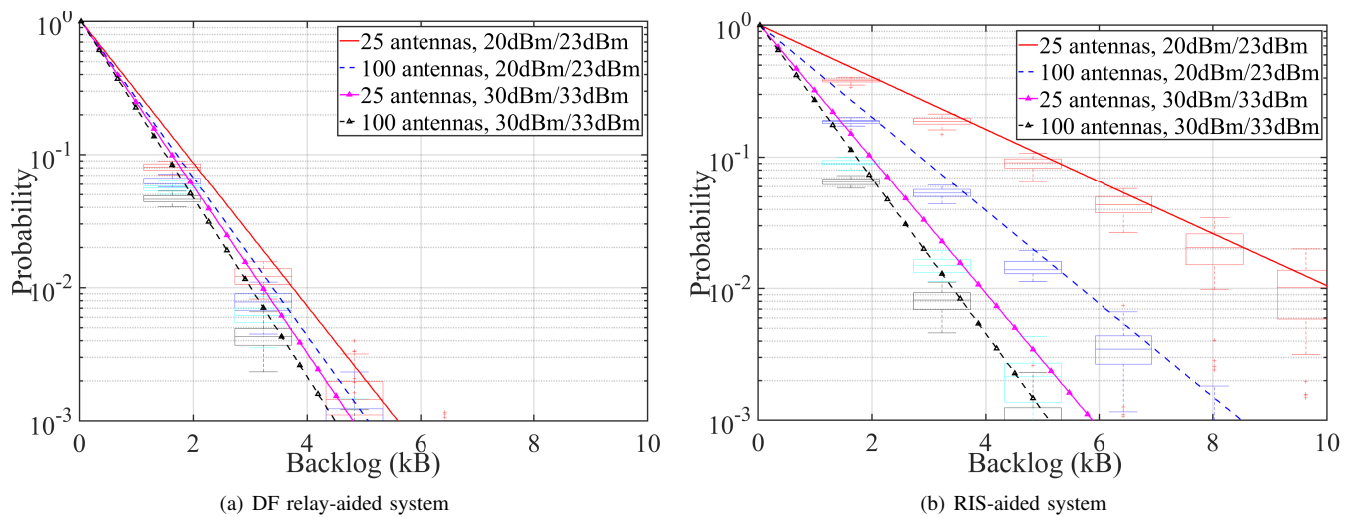 10^0
10^-1
10^-2
10^-3
Probability
25 antennas, 20dBm/23dBm
100 antennas, 20dBm/23dBm
25 antennas, 30dBm/33dBm
100 antennas, 30dBm/33dBm
0 2 4 6 8 10
Backlog (kB)
(a) DF relay-aided system
10^0
10^-1
10^-2
10^-3
Probability
25 antennas, 20dBm/23dBm
100 antennas, 20dBm/23dBm
25 antennas, 30dBm/33dBm
100 antennas, 30dBm/33dBm
0 2 4 6 8 10
Backlog (kB)
(b) RIS-aided system